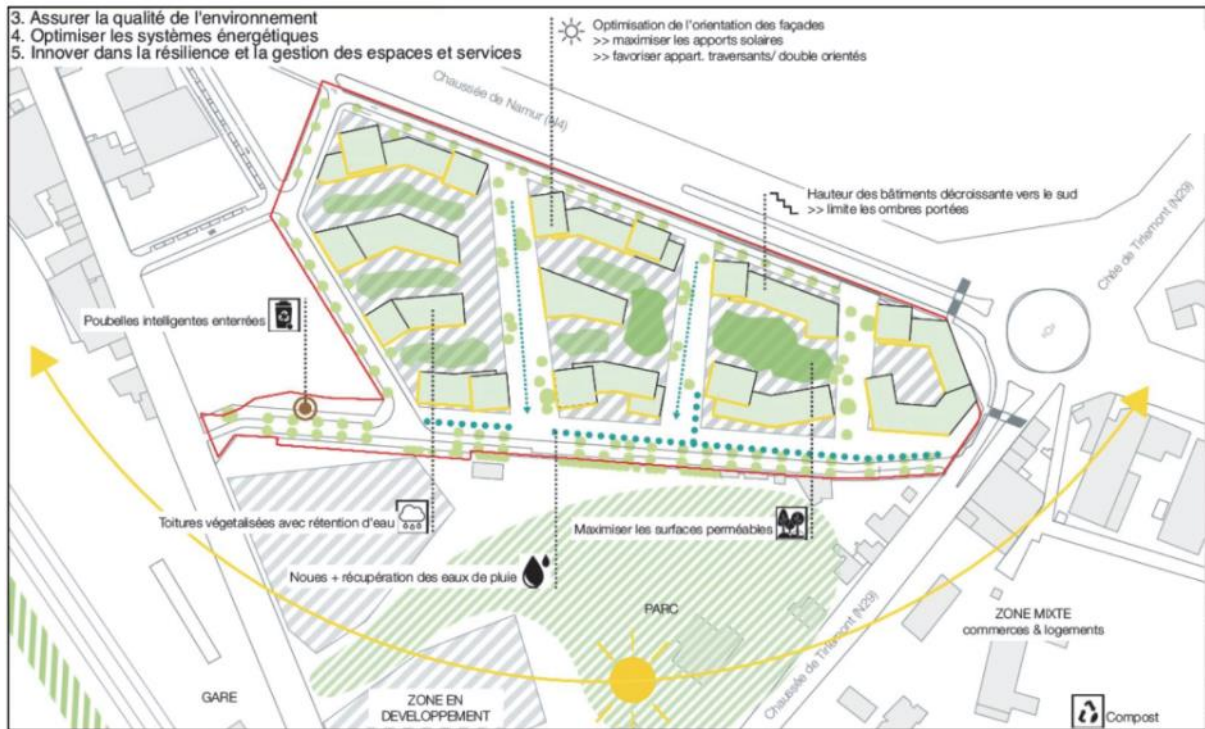 3. Assurer la qualité de l'environnement
4. Optimiser les systèmes énergétiques
5. Innover dans la résilience et la gestion des espaces et services
Optimisation de l'orientation des façades
>> maximiser les apports solaires
>> favoriser appart. traversants/ double orientés
Chaussée de Namur (N4)
Hauteur des bâtiments décroissante vers le sud
>> limite les ombres portées
Chée de Tirlemont (N29)
Poubelles intelligentes enterrées
Toitures végétalisées avec rétention d'eau
Maximiser les surfaces perméables
Noues + récupération des eaux de pluie
PARC
Chaussée de Tirlemont (N29)
ZONE MIXTE
commerces & logements
GARE
ZONE EN
DEVELOPPEMENT
Compost